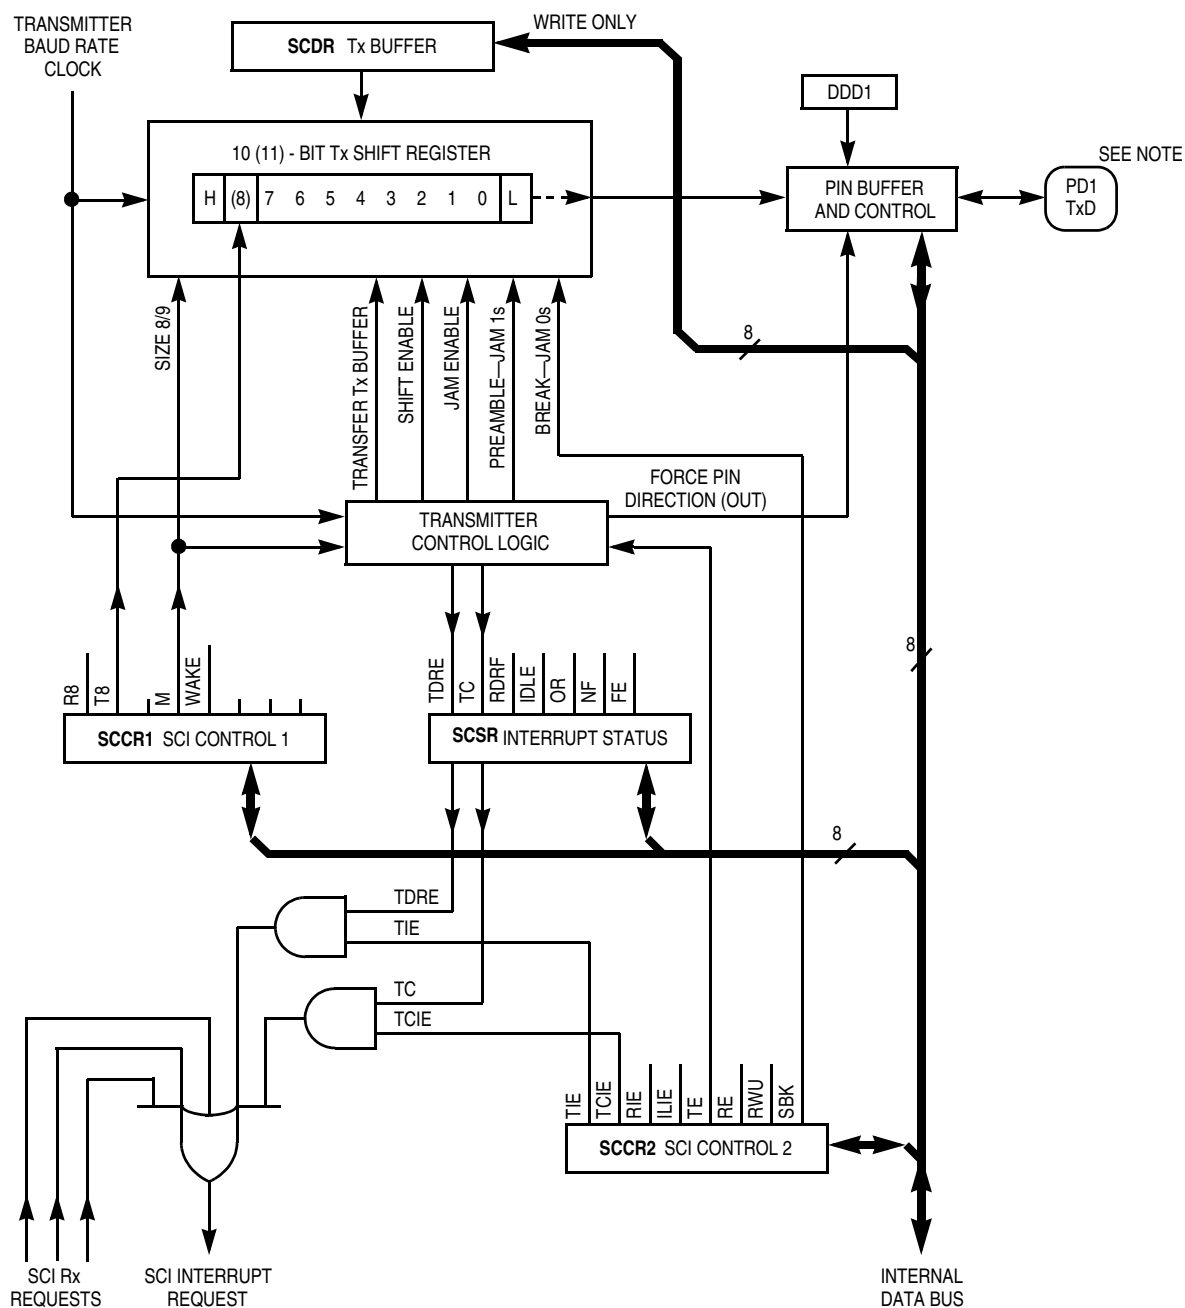 TRANSMITTER
BAUD RATE
CLOCK
SCDR Tx BUFFER
WRITE ONLY
DDD1
10 (11) - BIT Tx SHIFT REGISTER
H (8) 7 6 5 4 3 2 1 0 L
PIN BUFFER
AND CONTROL
SEE NOTE
PD1
TxD
SIZE 8/9
TRANSFER Tx BUFFER
SHIFT ENABLE
JAM ENABLE
PREAMBLE—JAM 1s
BREAK—JAM 0s
8
FORCE PIN
DIRECTION (OUT)
TRANSMITTER
CONTROL LOGIC
8
R8
T8
M
WAKE
TDRE
TC
RDRF
IDLE
OR
NF
FE
SCCR1 SCI CONTROL 1
SCSR INTERRUPT STATUS
8
TDRE
TIE
TC
TCIE
TIE
TCIE
RIE
ILIE
TE
RE
RWU
SBK
SCCR2 SCI CONTROL 2
SCI Rx
REQUESTS
SCI INTERRUPT
REQUEST
INTERNAL
DATA BUS